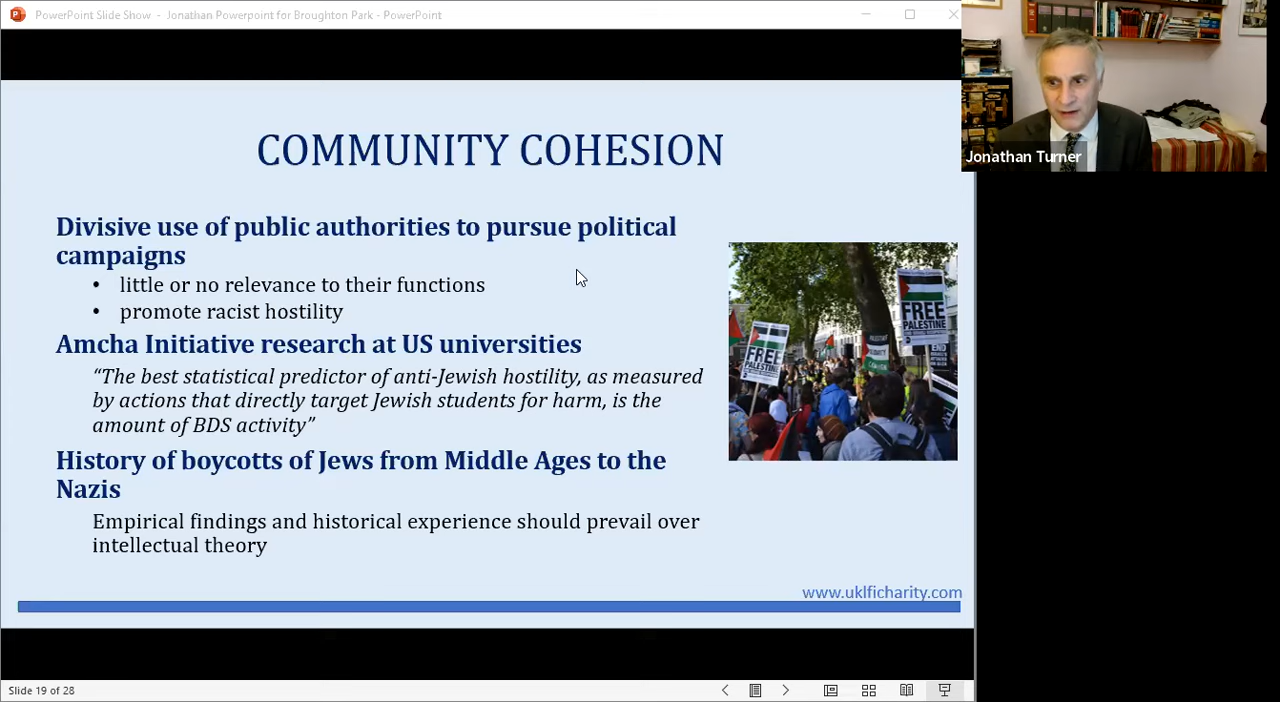 PowerPoint Slide Show - Jonathan Powerpoint for Broughton Park - PowerPoint
Jonathan Turner
COMMUNITY COHESION
Divisive use of public authorities to pursue political
campaigns
• little or no relevance to their functions
• promote racist hostility
Amcha Initiative research at US universities
“The best statistical predictor of anti-Jewish hostility, as measured
by actions that directly target Jewish students for harm, is the
amount of BDS activity”
History of boycotts of Jews from Middle Ages to the
Nazis
Empirical findings and historical experience should prevail over
intellectual theory
FREE
PALESTINE
FREE
PALESTINE
END
www.uklficharity.com
Slide 19 of 28